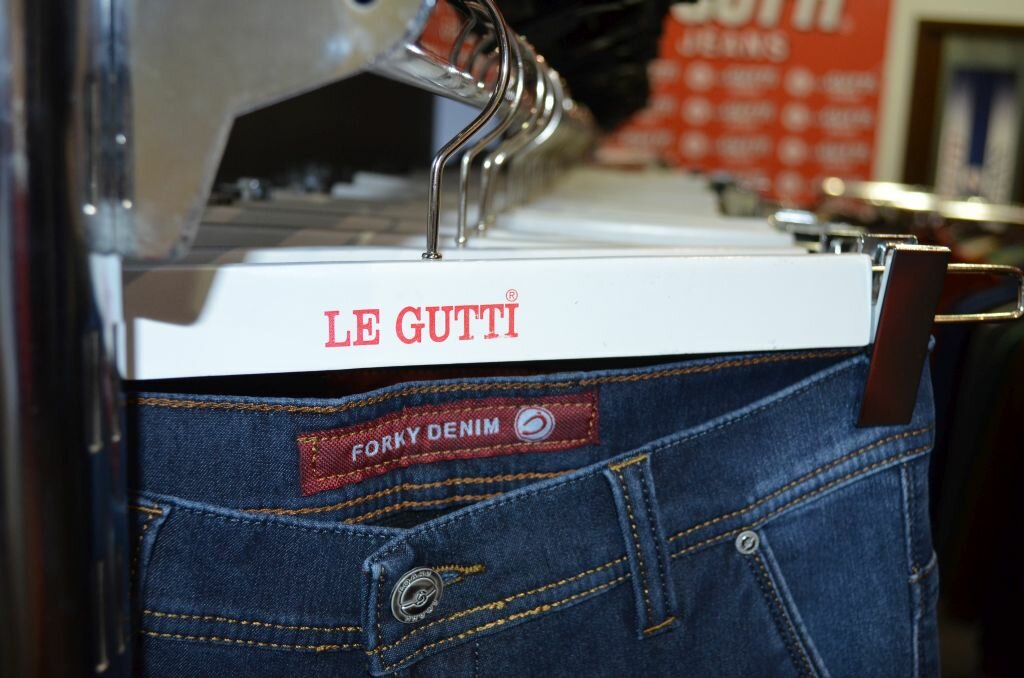 JEANS
LE GUTTI®
FORKY DENIM